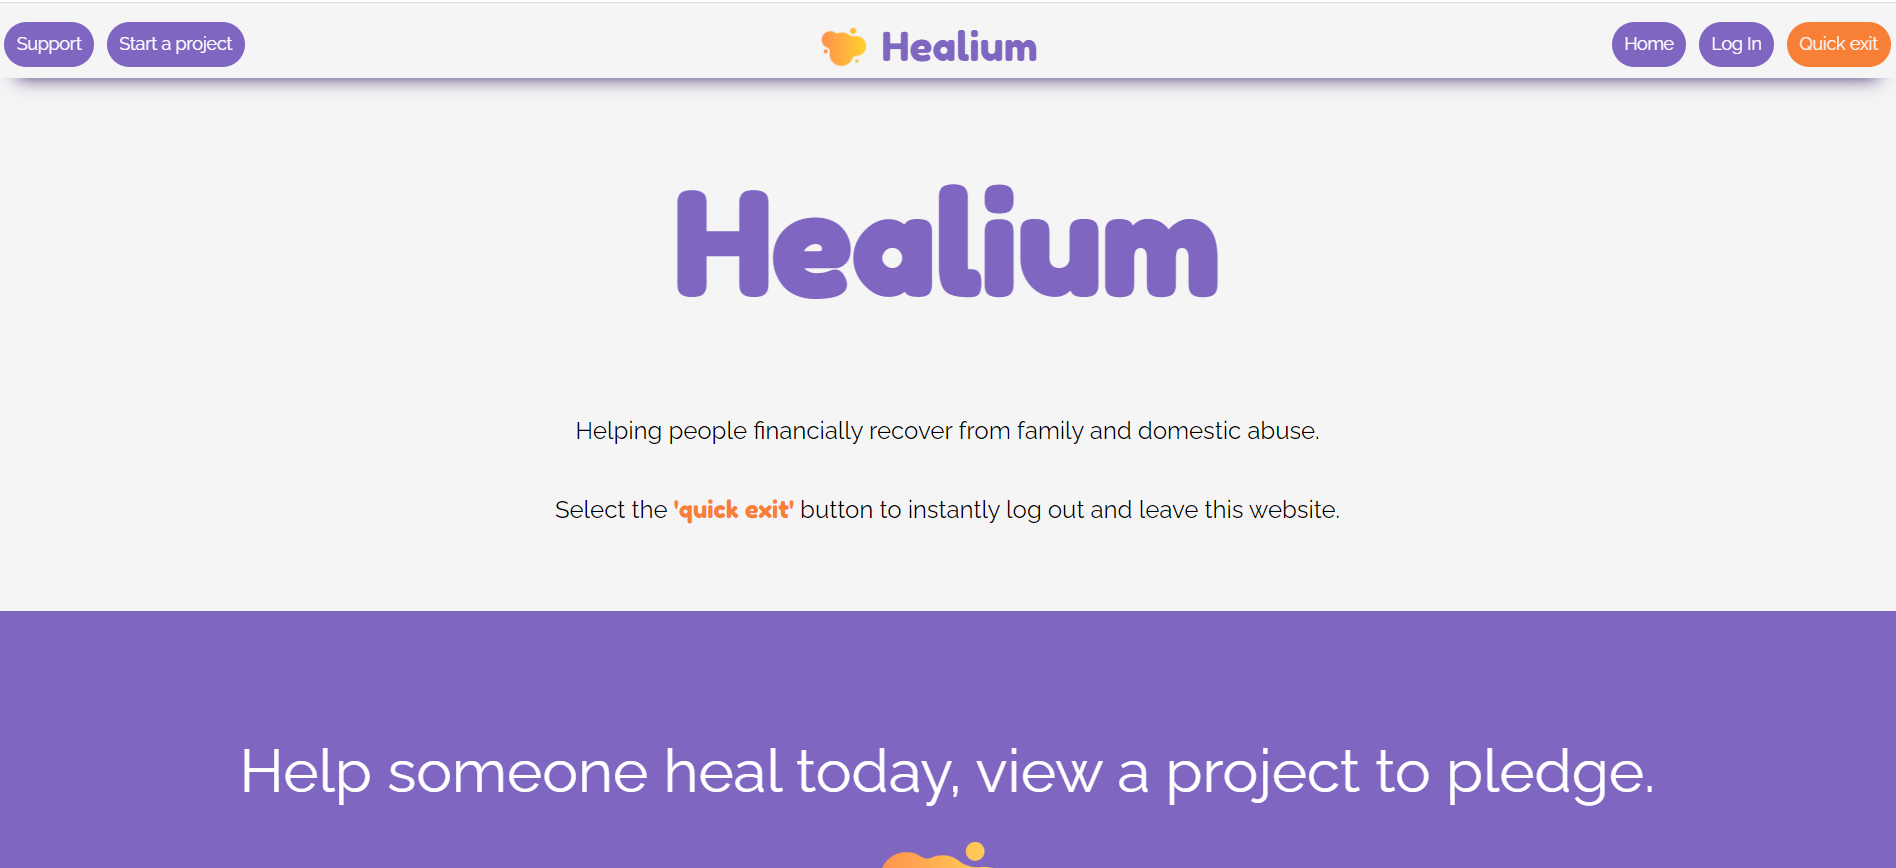 Support
Start a project
Healium
Home
Log In
Quick exit
Healium
Helping people financially recover from family and domestic abuse.
Select the 'quick exit' button to instantly log out and leave this website.
Help someone heal today, view a project to pledge.